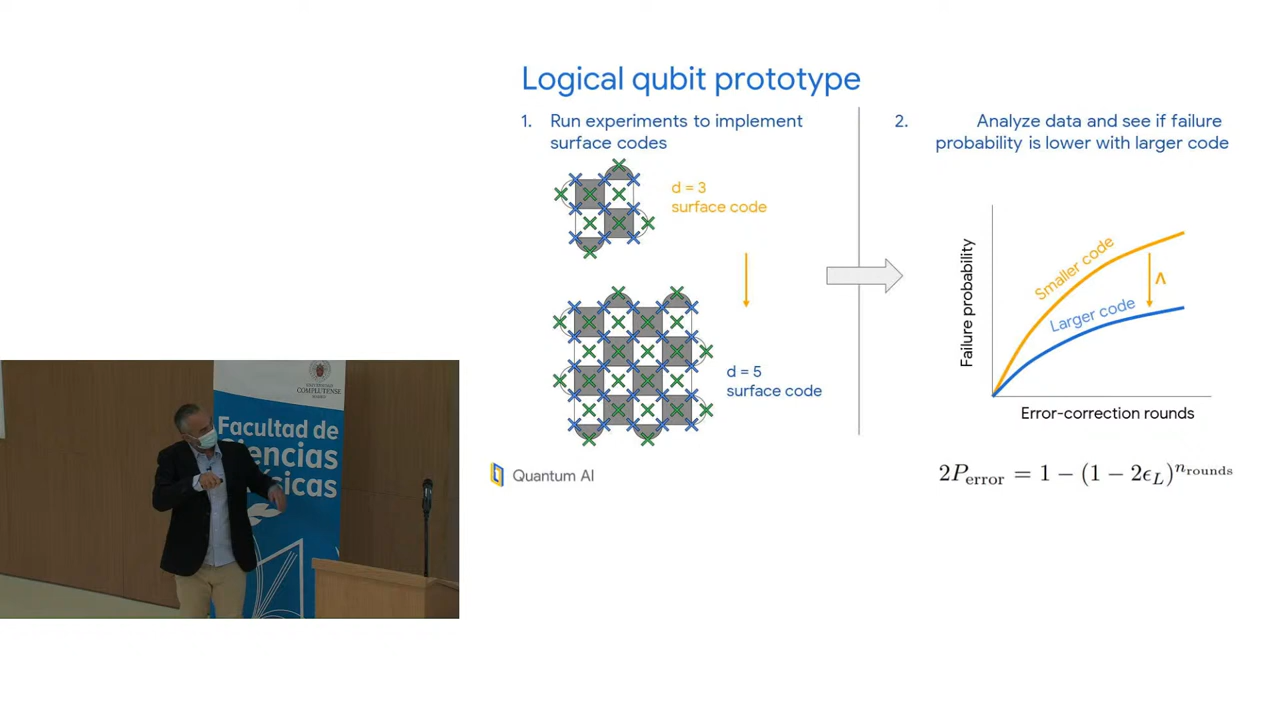 Logical qubit prototype
1. Run experiments to implement
surface codes
d = 3
surface code
d = 5
surface code
Quantum AI
2. Analyze data and see if failure
probability is lower with larger code
Failure probability
Smaller code
Larger code
Λ
Error-correction rounds
2P_error = 1 − (1 − 2ϵ_L)^{n_rounds}
UNIVERSIDAD
COMPLUTENSE
MADRID
Facultad de
Ciencias
Físicas